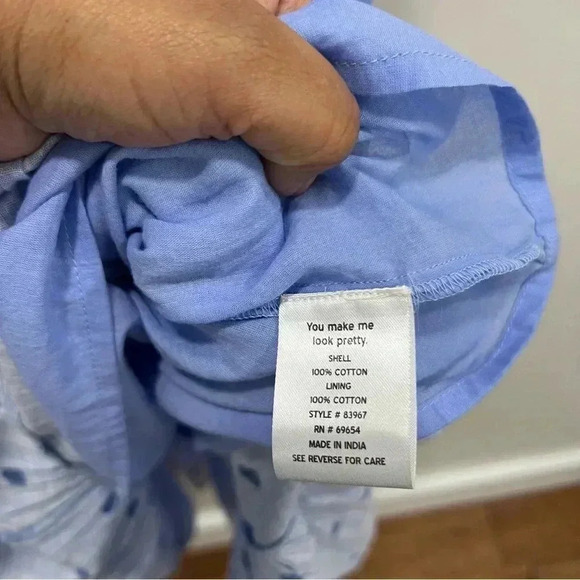 You make me
look pretty.
SHELL
100% COTTON
LINING
100% COTTON
STYLE # 83967
RN # 69654
MADE IN INDIA
SEE REVERSE FOR CARE